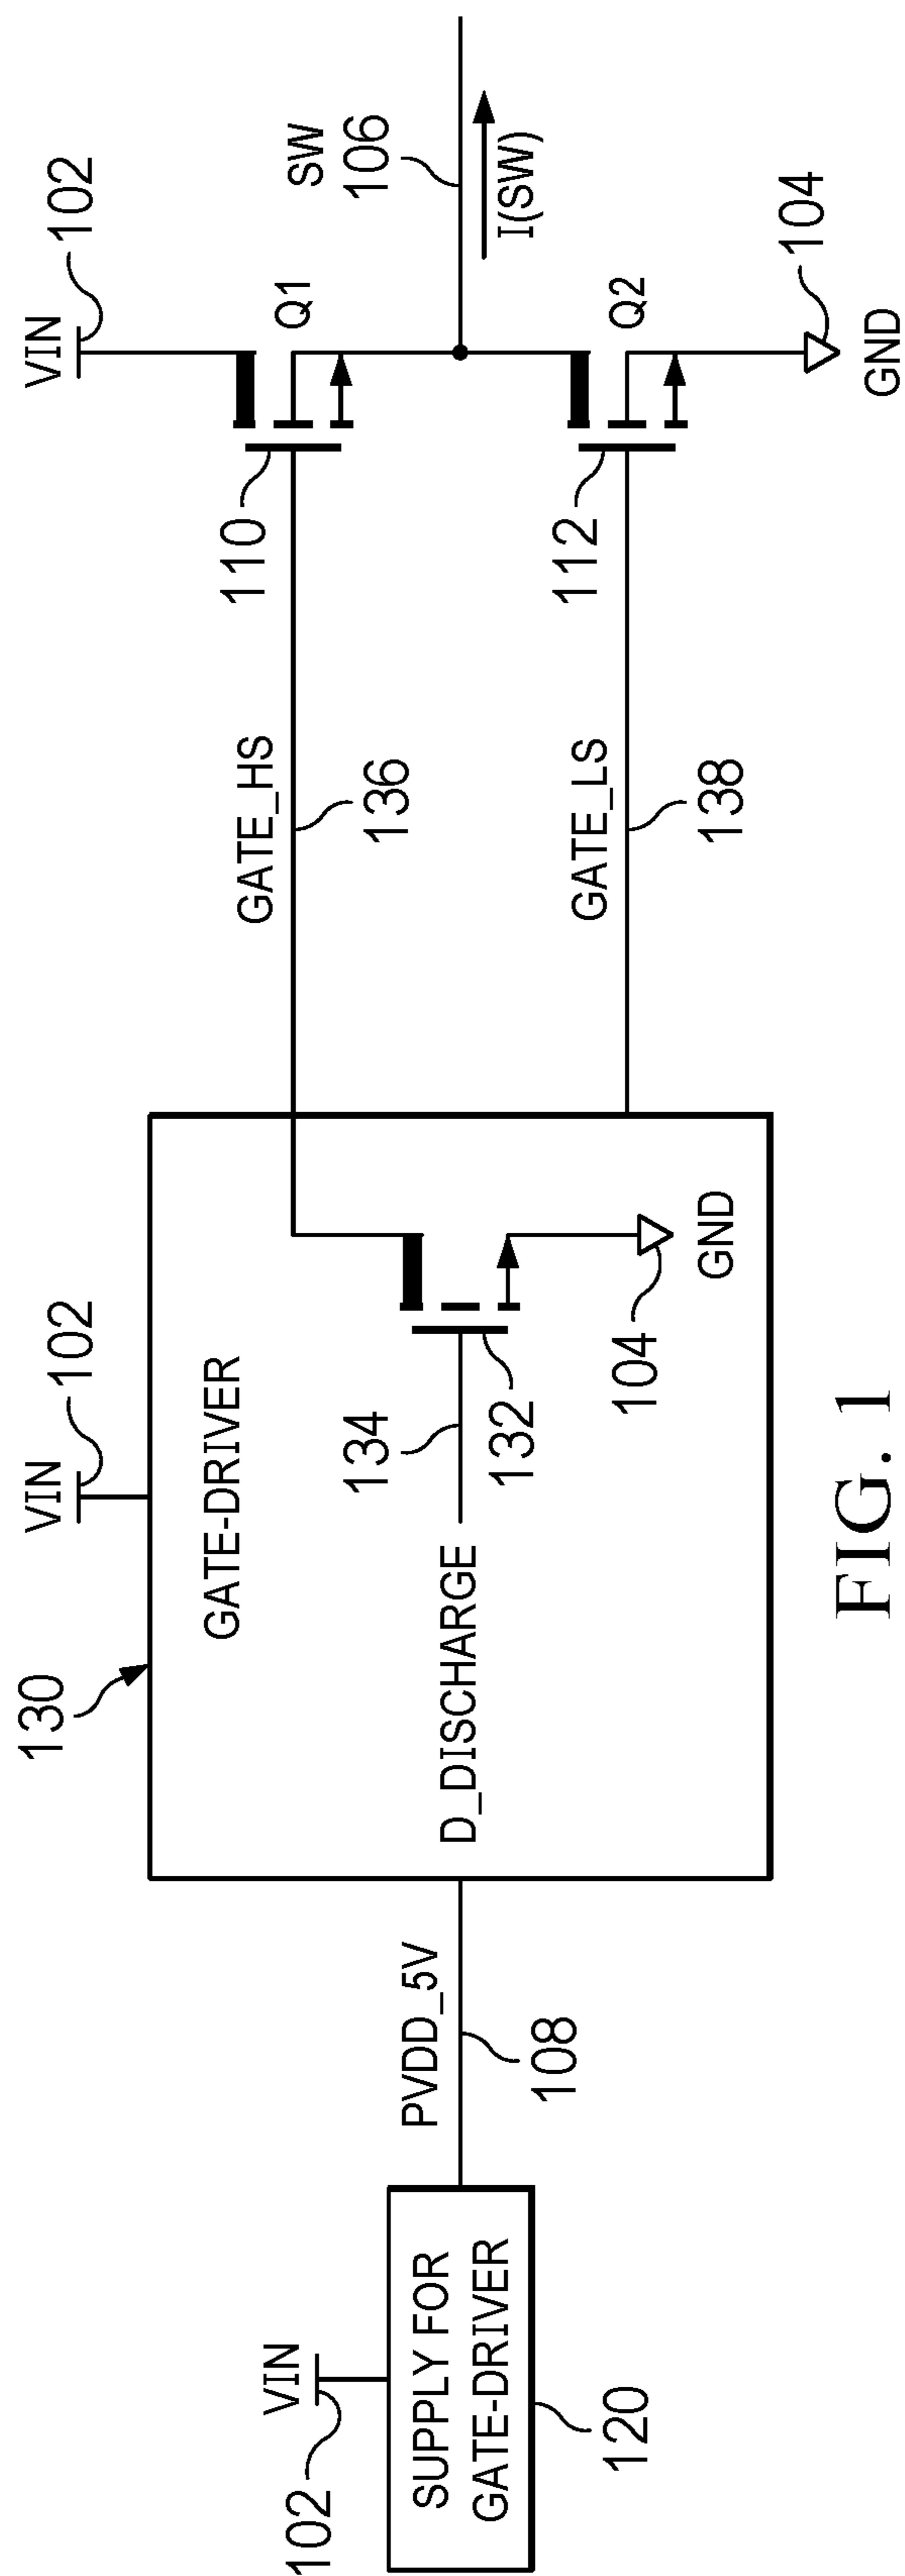 VIN
102
SUPPLY FOR
GATE-DRIVER
120
PVDD_5V
108
130
VIN
102
GATE-DRIVER
D_DISCHARGE
134
132
104
GND
GATE_HS
136
GATE_LS
138
VIN
102
110
Q1
SW
106
I(SW)
112
Q2
104
GND
FIG. 1